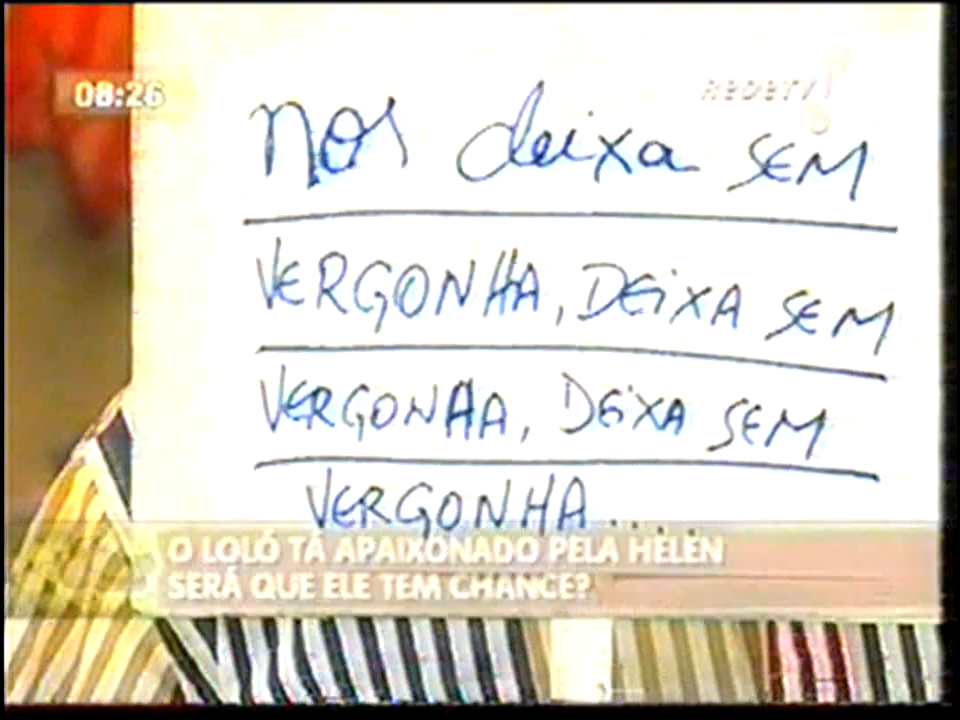 08:26
RedeTV!
nos deixa SEM
VERGONHA, DEiXA SEM
VERGONHA, DEiXA SEM
VERGONHA.....
O LOLÓ TÁ APAIXONADO PELA HELEN
SERÁ QUE ELE TEM CHANCE?